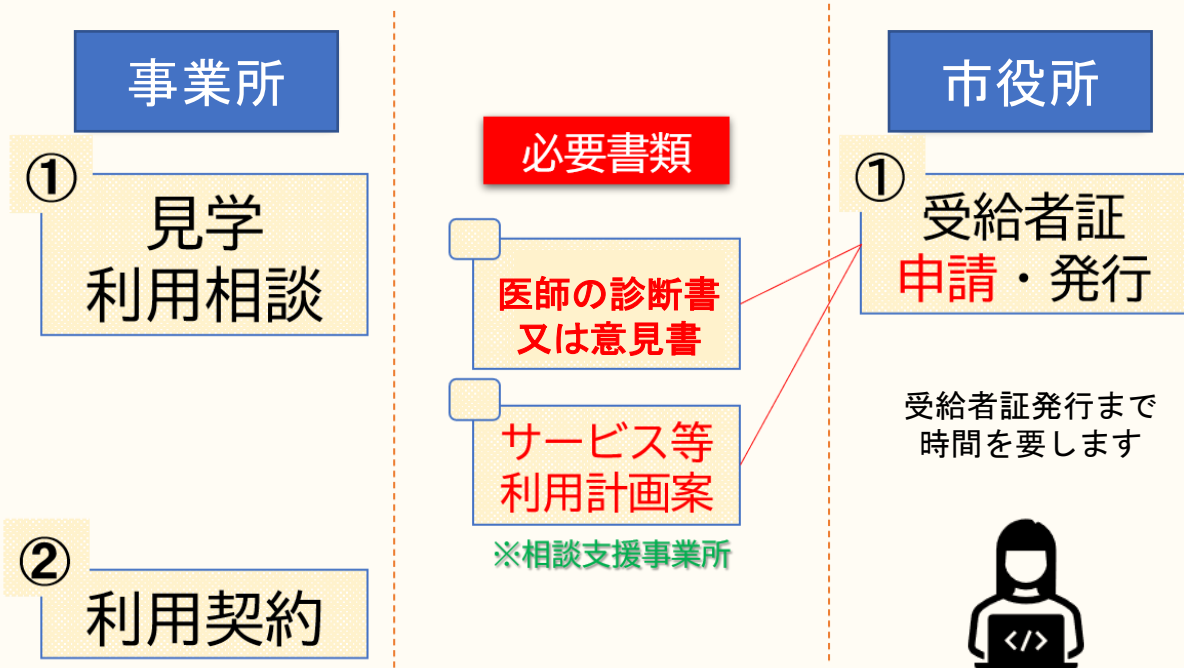 事業所
①
見学
利用相談
②
利用契約
必要書類
医師の診断書
又は意見書
サービス等
利用計画案
※相談支援事業所
市役所
①
受給者証
申請・発行
受給者証発行まで
時間を要します
</>